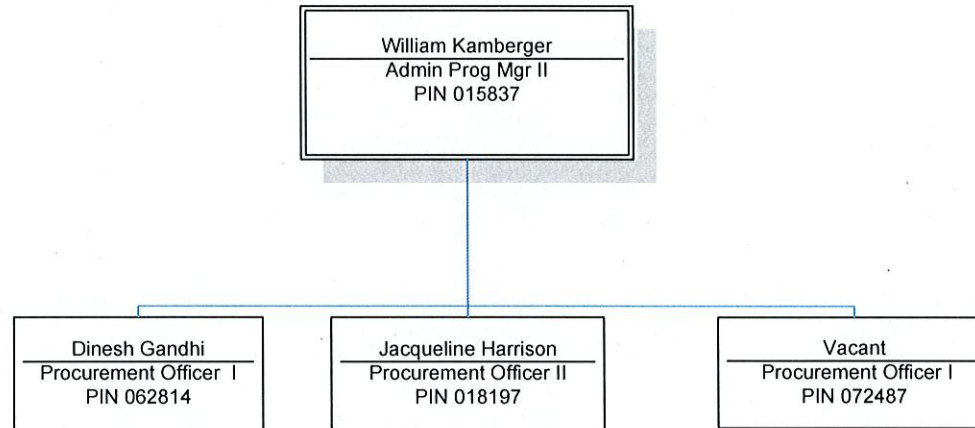 William Kamberger
Admin Prog Mgr II
PIN 015837
Dinesh Gandhi
Procurement Officer I
PIN 062814
Jacqueline Harrison
Procurement Officer II
PIN 018197
Vacant
Procurement Officer I
PIN 072487